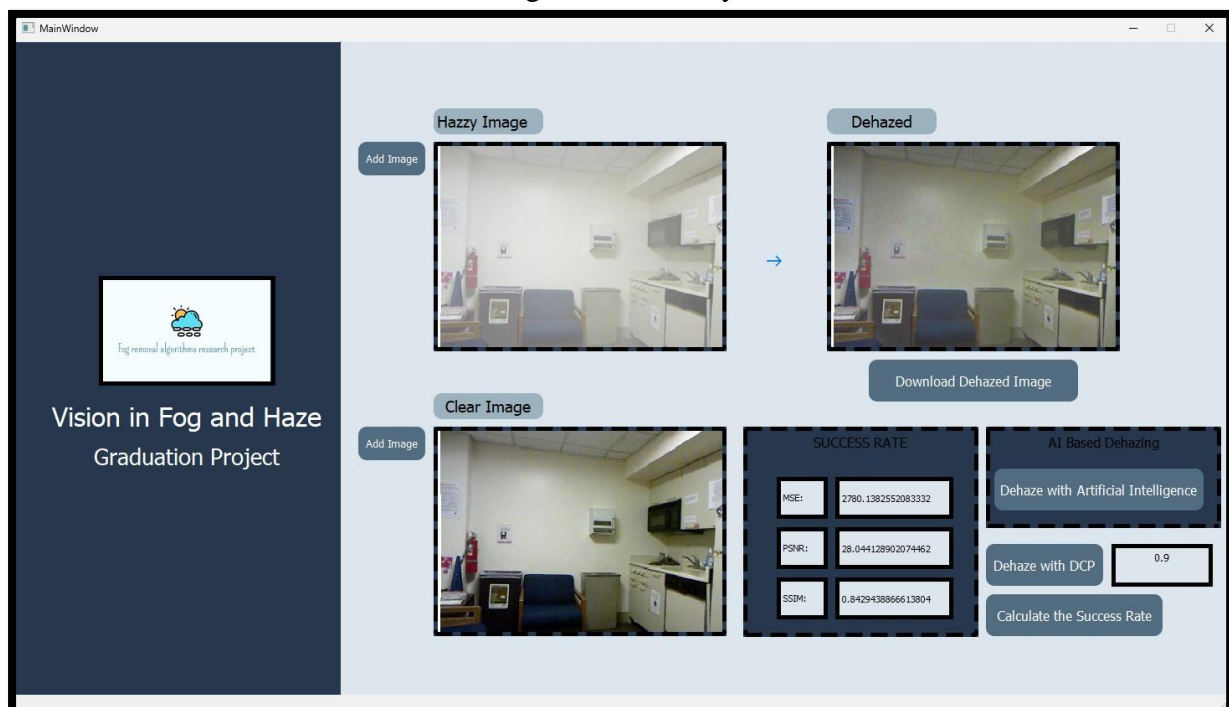 MainWindow
Hazzy Image
Dehazed
Add Image
Fog removal algorithms research project
Download Dehazed Image
Vision in Fog and Haze
Graduation Project
Clear Image
Add Image
SUCCESS RATE
MSE:
2780.1382552083332
PSNR:
28.044128902074462
SSIM:
0.8429438866613804
AI Based Dehazing
Dehaze with Artificial Intelligence
Dehaze with DCP
0.9
Calculate the Success Rate